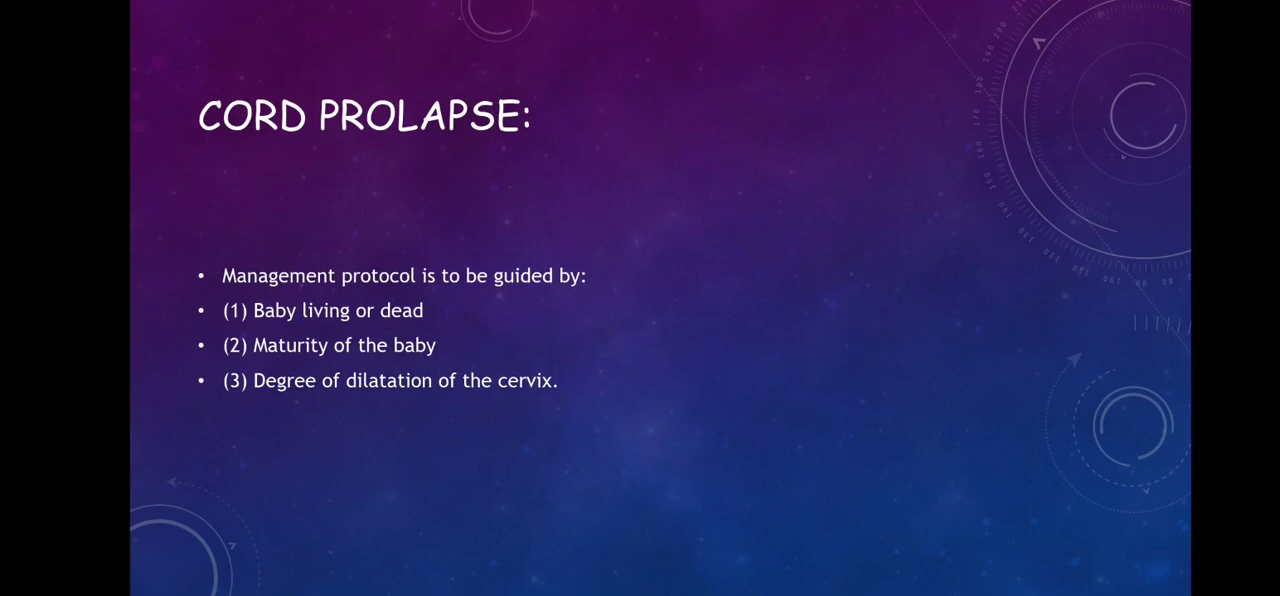 CORD PROLAPSE:
• Management protocol is to be guided by:
• (1) Baby living or dead
• (2) Maturity of the baby
• (3) Degree of dilatation of the cervix.